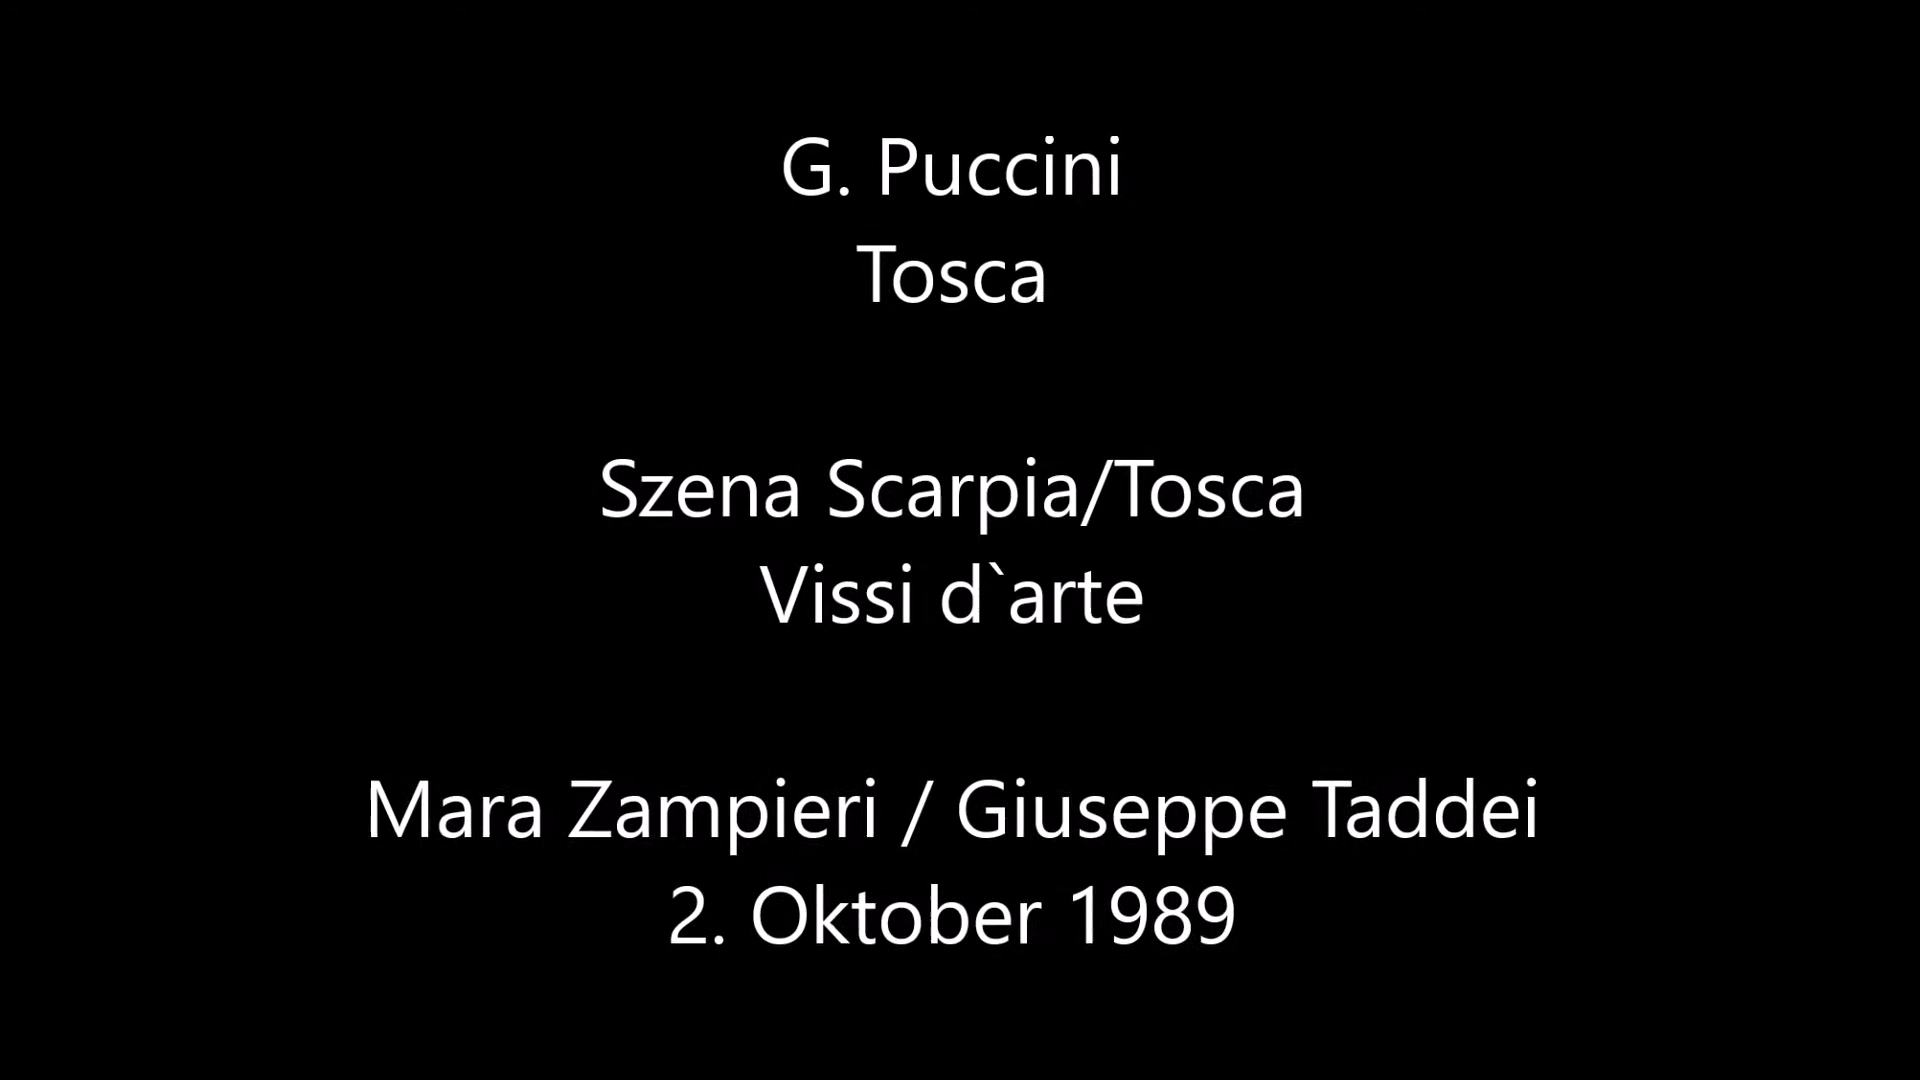 G. Puccini
Tosca
Szena Scarpia/Tosca
Vissi d`arte
Mara Zampieri / Giuseppe Taddei
2. Oktober 1989